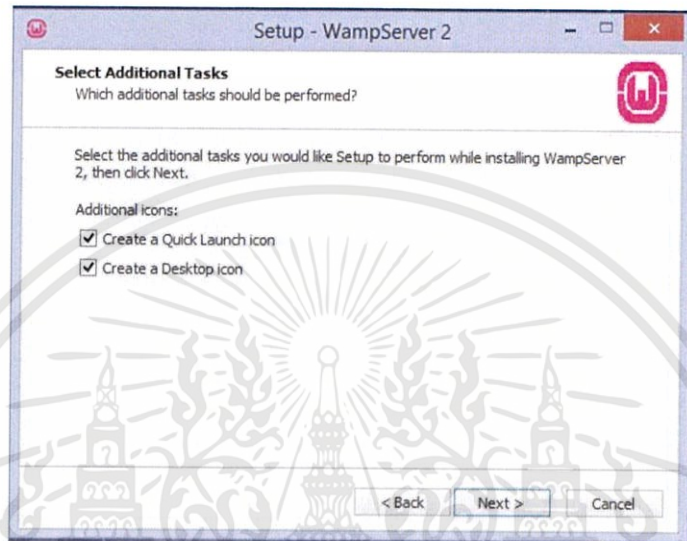 Setup - WampServer 2
Select Additional Tasks
Which additional tasks should be performed?
Select the additional tasks you would like Setup to perform while installing WampServer
2, then click Next.
Additional icons:
Create a Quick Launch icon
Create a Desktop icon
< Back
Next >
Cancel